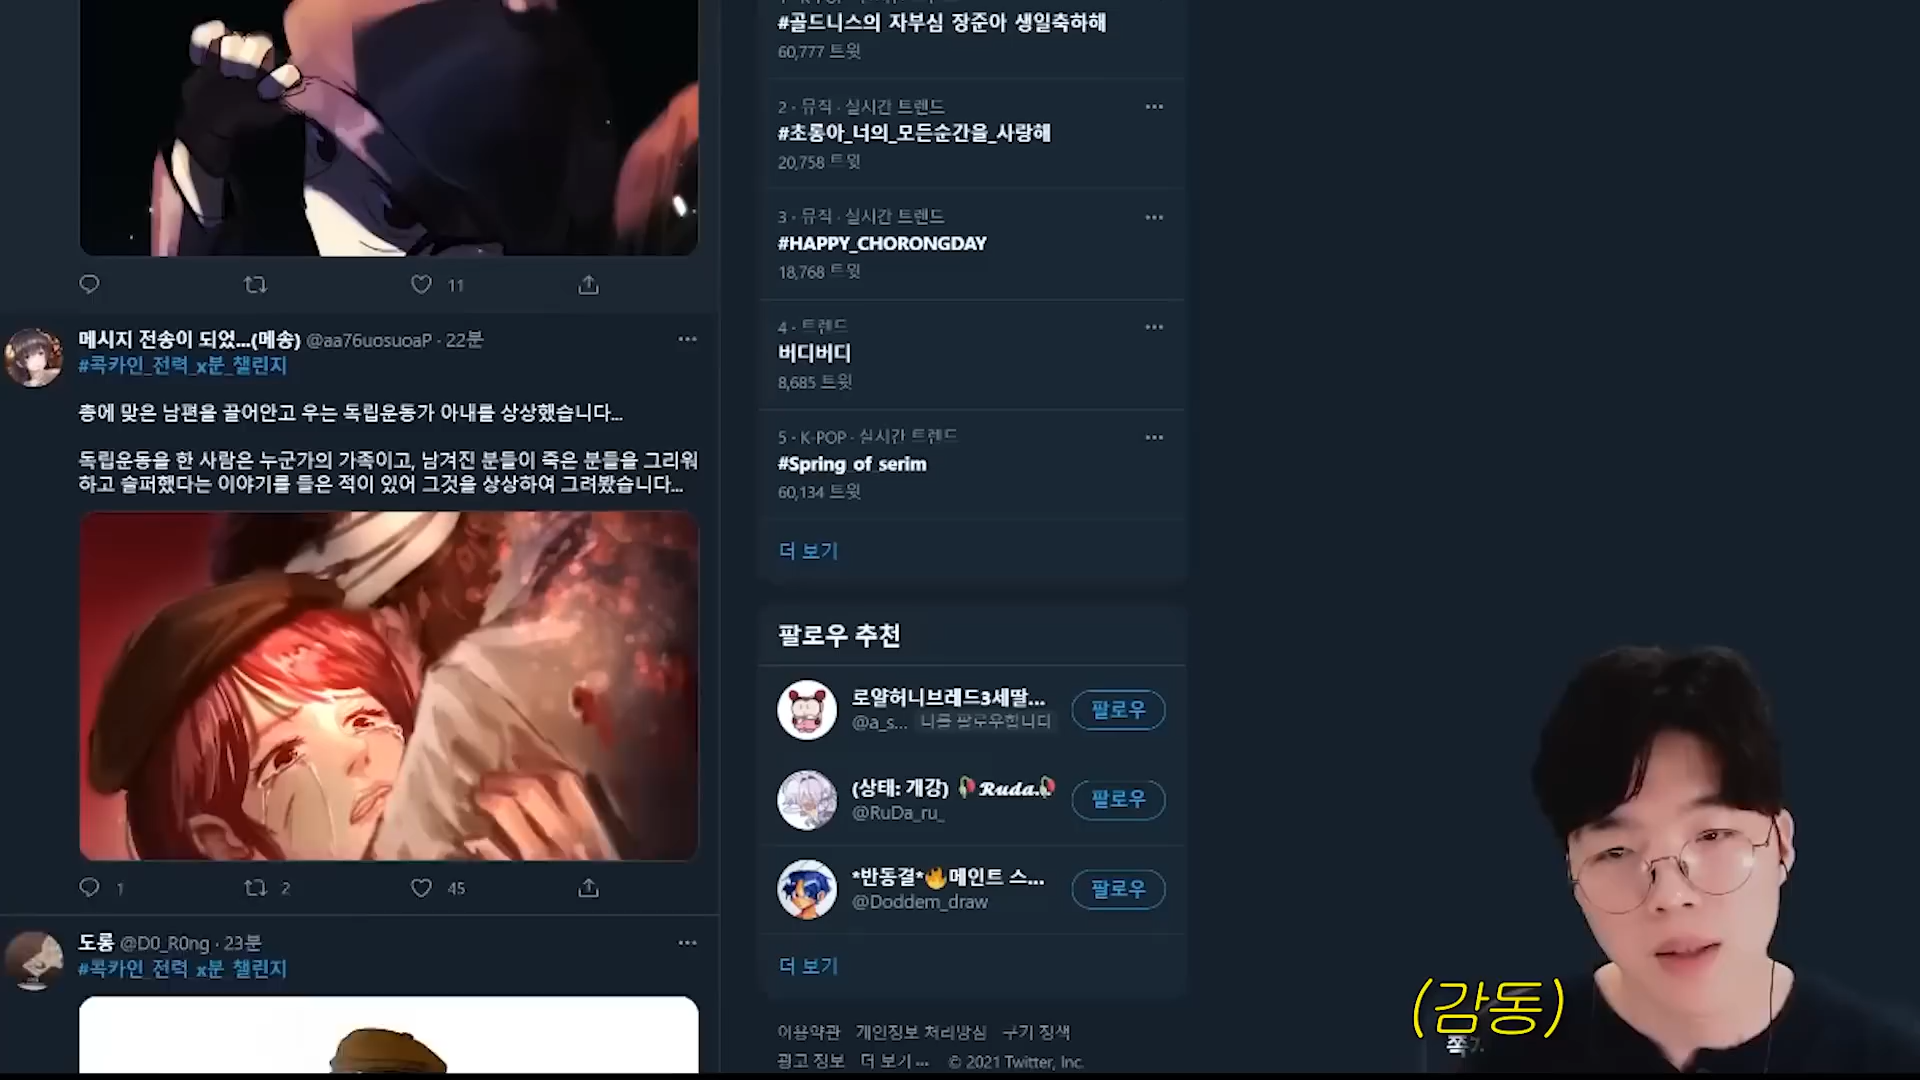 11
메시지 전송이 되었...(메송) @aa76uosuoaP · 22분
#콕카인_전력_x분_챌린지
총에 맞은 남편을 끌어안고 우는 독립운동가 아내를 상상했습니다...
독립운동을 한 사람은 누군가의 가족이고, 남겨진 분들이 죽은 분들을 그리워
하고 슬퍼했다는 이야기를 들은 적이 있어 그것을 상상하여 그려봤습니다...
1 2 45
도롱 @D0_R0ng · 23분
#콕카인_전력_x분_챌린지
#골드니스의 자부심 장준아 생일축하해
60,777 트윗
2 · 뮤직 · 실시간 트렌드
#초롱아_너의_모든순간을_사랑해
20,758 트윗
3 · 뮤직 · 실시간 트렌드
#HAPPY_CHORONGDAY
18,768 트윗
4 · 트렌드
버디버디
8,685 트윗
5 · K-POP · 실시간 트렌드
#Spring_of_serim
60,134 트윗
더 보기
팔로우 추천
로얄허니브레드3세딸...
@a_s... 나를 팔로우합니다
팔로우
(상태: 개강) 🥀𝑹𝒖𝒅𝒂.🥀
@RuDa_ru_
팔로우
*반동결*🔥메인트 스...
@Doddem_draw
팔로우
더 보기
이용약관 개인정보 처리방침 쿠키 정책
광고 정보 더 보기 ··· © 2021 Twitter, Inc.
(감동)